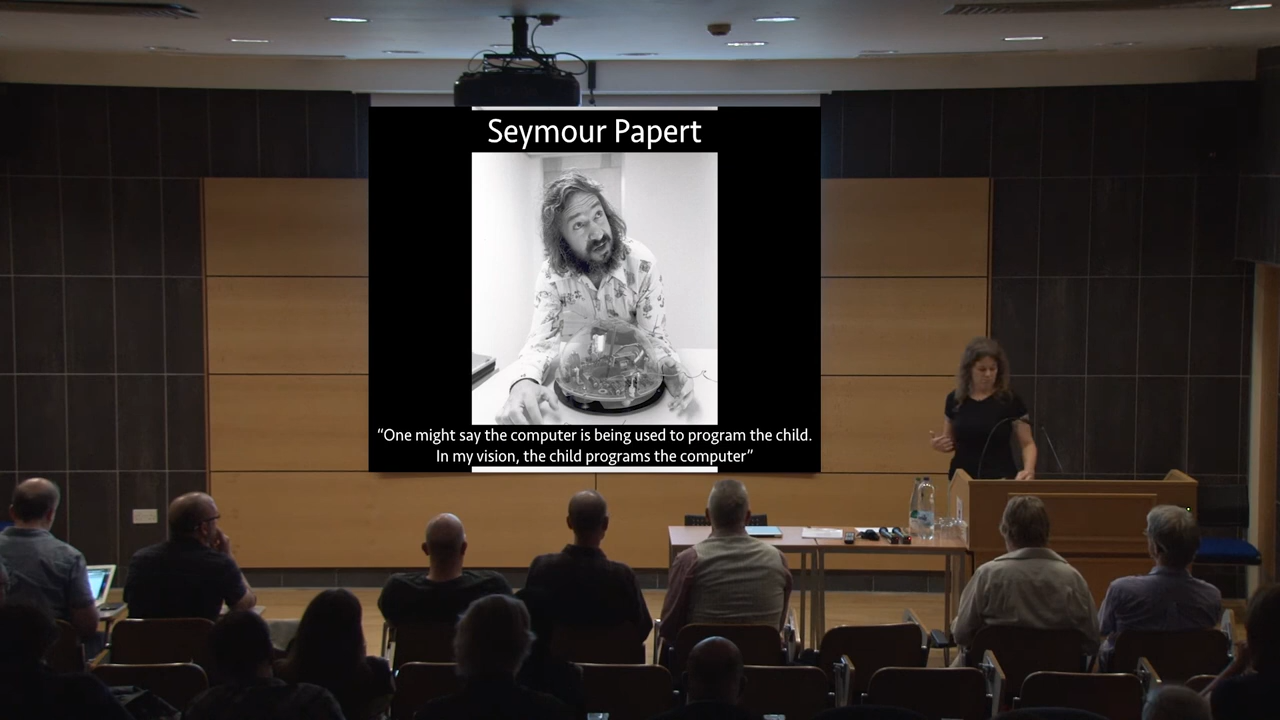 Seymour Papert
“One might say the computer is being used to program the child.
In my vision, the child programs the computer”